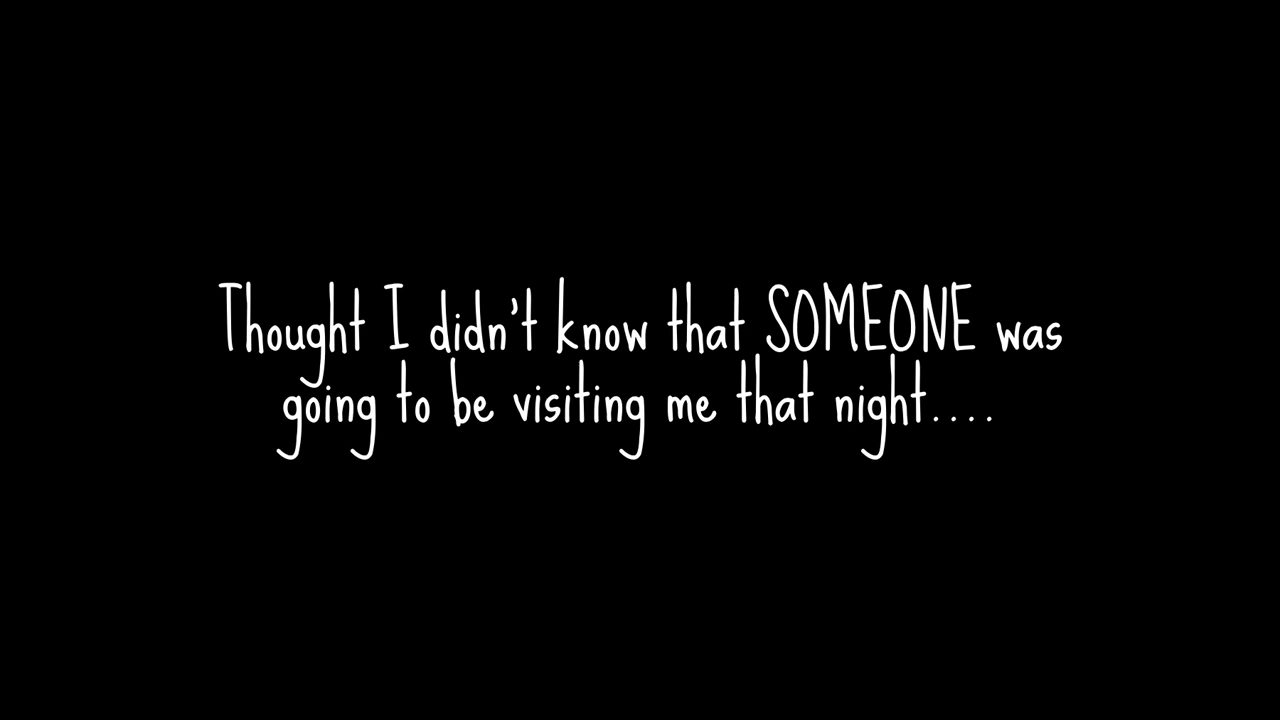 Thought I didn't know that SOMEONE was
going to be visiting me that night....